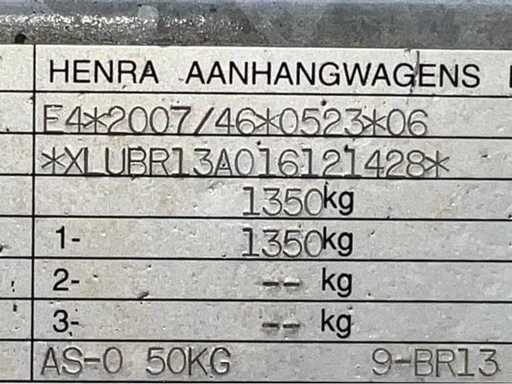 HENRA AANHANGWAGENS
E4*2007/46*0523*06
*XLUBR13A016121428*
1350kg
1- 1350kg
2- -- kg
3- -- kg
AS-0 50KG 9-BR13